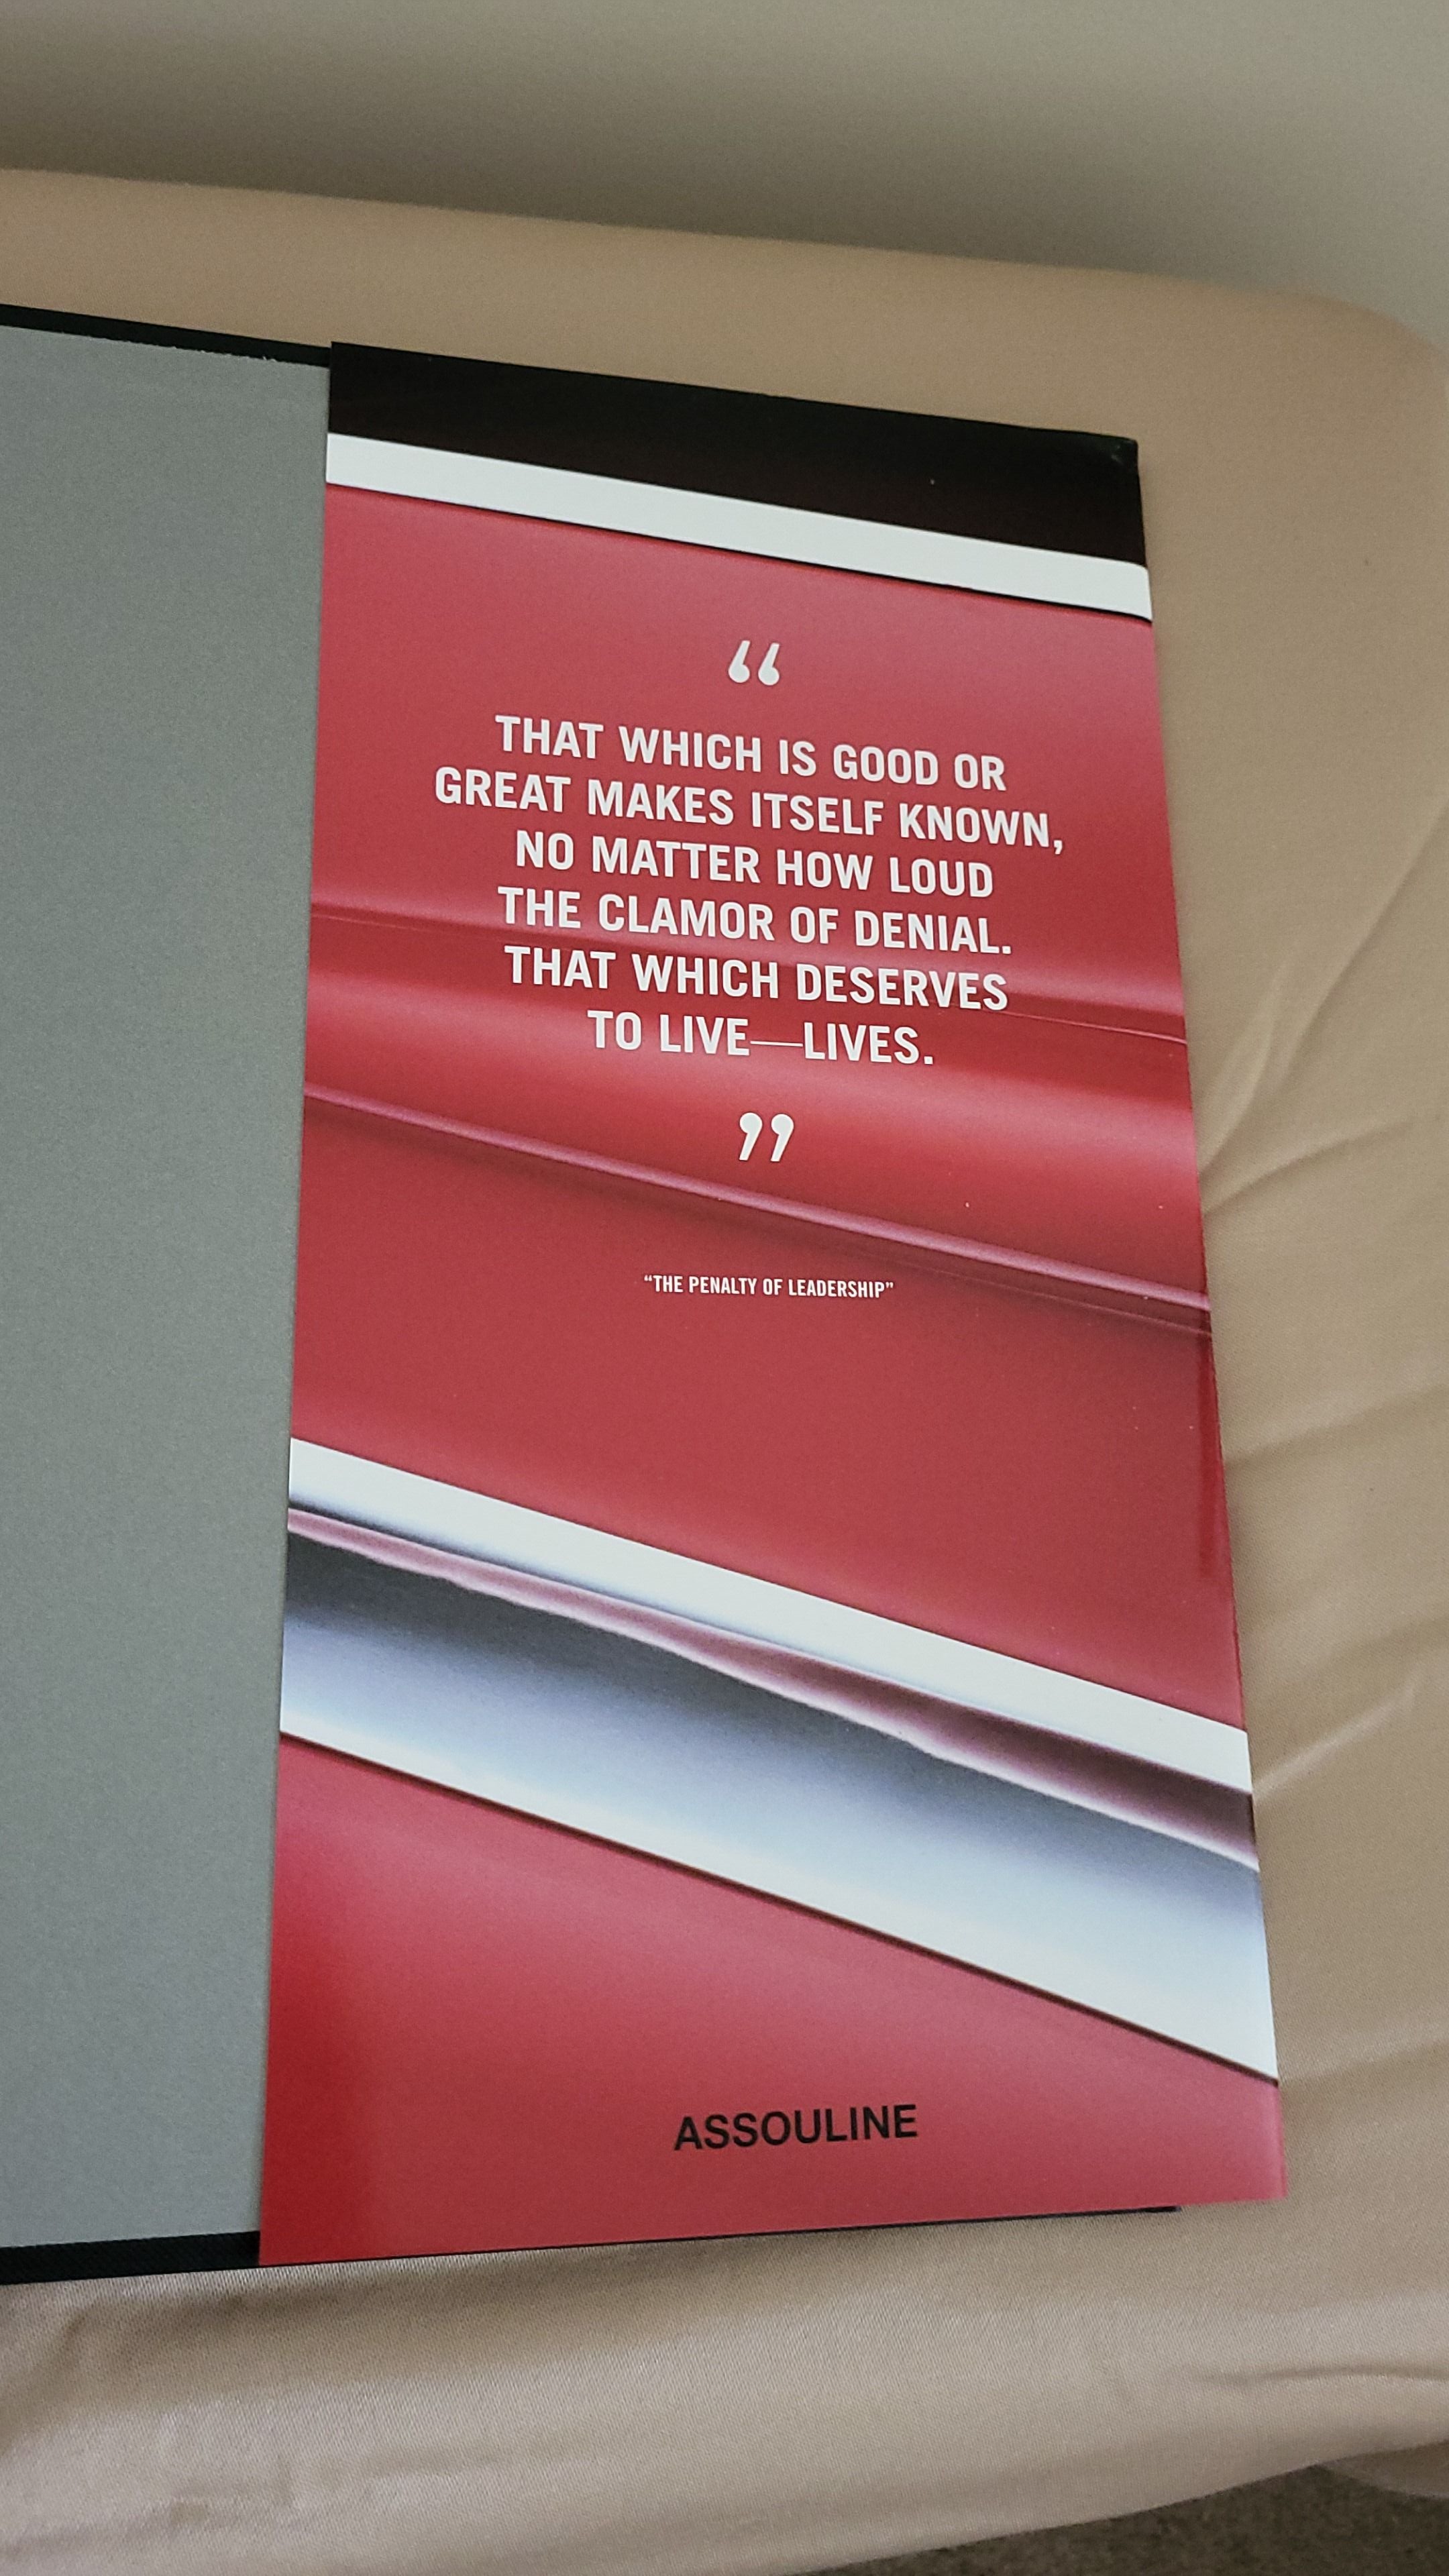 “
THAT WHICH IS GOOD OR
GREAT MAKES ITSELF KNOWN,
NO MATTER HOW LOUD
THE CLAMOR OF DENIAL.
THAT WHICH DESERVES
TO LIVE—LIVES.
”
“THE PENALTY OF LEADERSHIP”
ASSOULINE